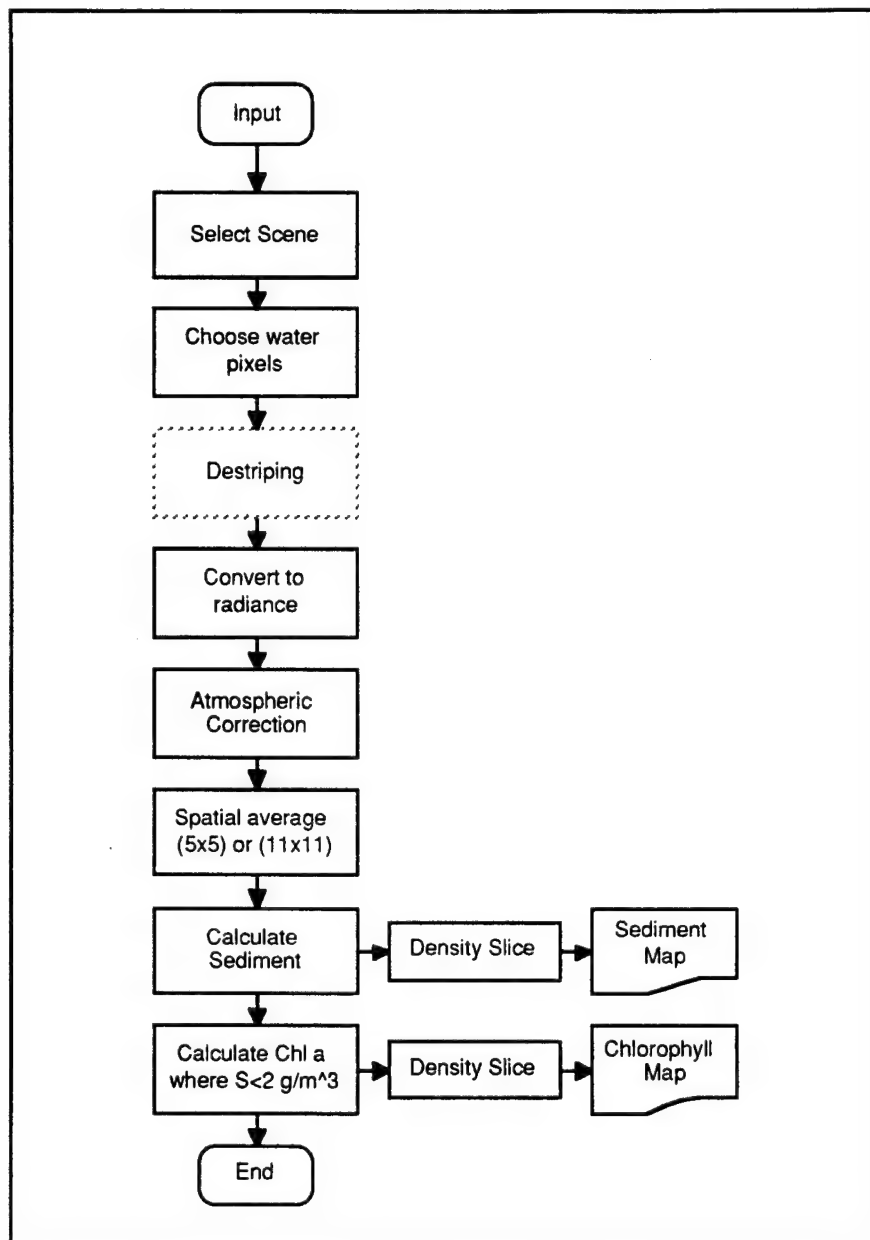 Input
Select Scene
Choose water
pixels
Destriping
Convert to
radiance
Atmospheric
Correction
Spatial average
(5x5) or (11x11)
Calculate
Sediment
Density Slice
Sediment
Map
Calculate Chl a
where S<2 g/m^3
Density Slice
Chlorophyll
Map
End